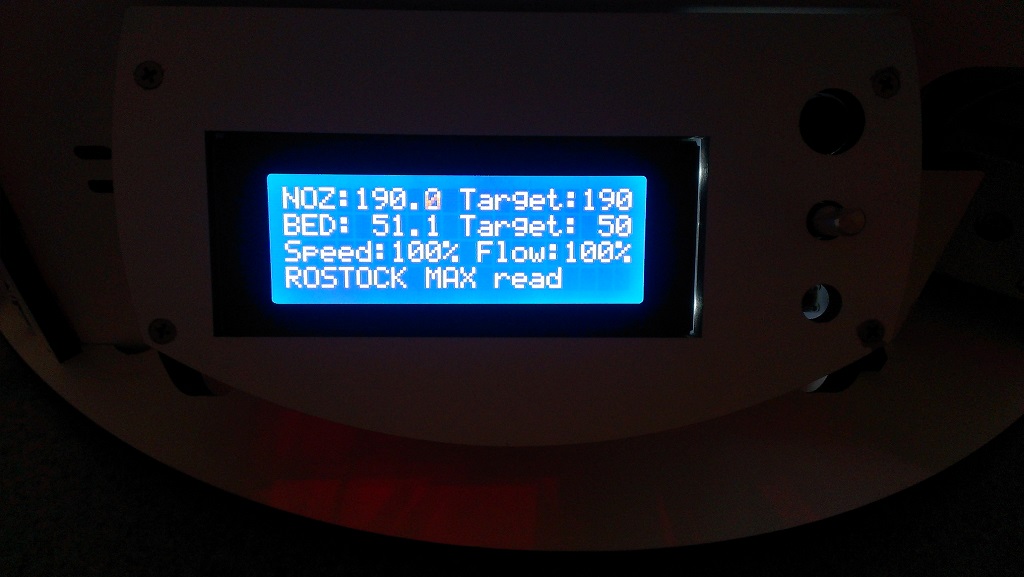 NOZ:190.0 Target:190
BED: 51.1 Target: 50
Speed:100% Flow:100%
ROSTOCK MAX read